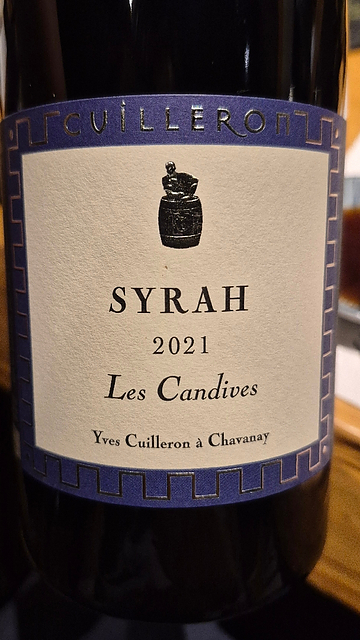 CUILLERON
SYRAH
2021
Les Candives
Yves Cuilleron à Chavanay